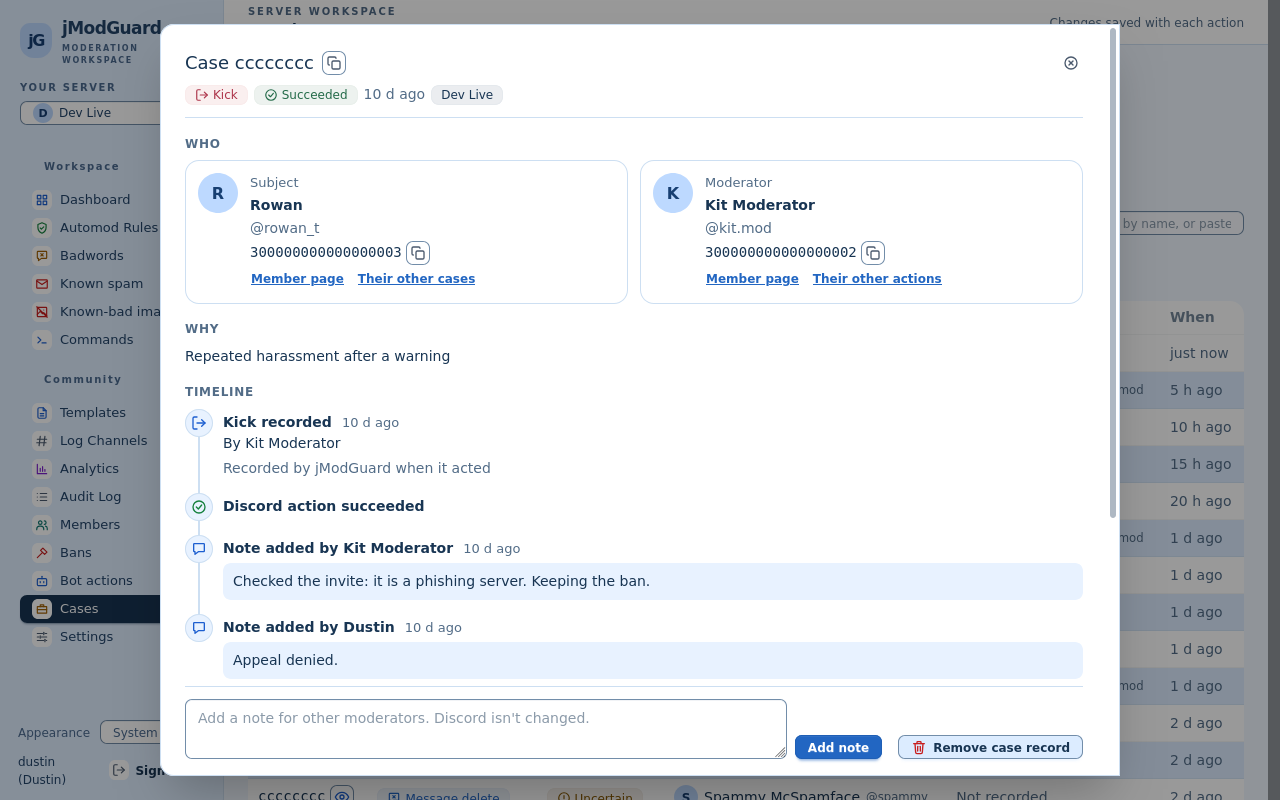 SERVER WORKSPACE
jG
jModGuard
MODERATION
WORKSPACE
Changes saved with each action
YOUR SERVER
D Dev Live
Workspace
Dashboard
Automod Rules
Badwords
Known spam
Known-bad ima
Commands
Community
Templates
Log Channels
Analytics
Audit Log
Members
Bans
Bot actions
Cases
Settings
Appearance System
dustin
(Dustin)
Sign
Case cccccccc
Kick Succeeded 10 d ago Dev Live
WHO
R
Subject
Rowan
@rowan_t
300000000000000003
Member page Their other cases
K
Moderator
Kit Moderator
@kit.mod
300000000000000002
Member page Their other actions
WHY
Repeated harassment after a warning
TIMELINE
Kick recorded 10 d ago
By Kit Moderator
Recorded by jModGuard when it acted
Discord action succeeded
Note added by Kit Moderator 10 d ago
Checked the invite: it is a phishing server. Keeping the ban.
Note added by Dustin 10 d ago
Appeal denied.
Add a note for other moderators. Discord isn't changed.
Add note
Remove case record
by name, or paste
When
just now
mod 5 h ago
10 h ago
15 h ago
20 h ago
mod 1 d ago
1 d ago
1 d ago
1 d ago
mod 1 d ago
2 d ago
2 d ago
cccccccc Message delete Uncertain S Spammy McSpamface @spammy Not recorded 2 d ago